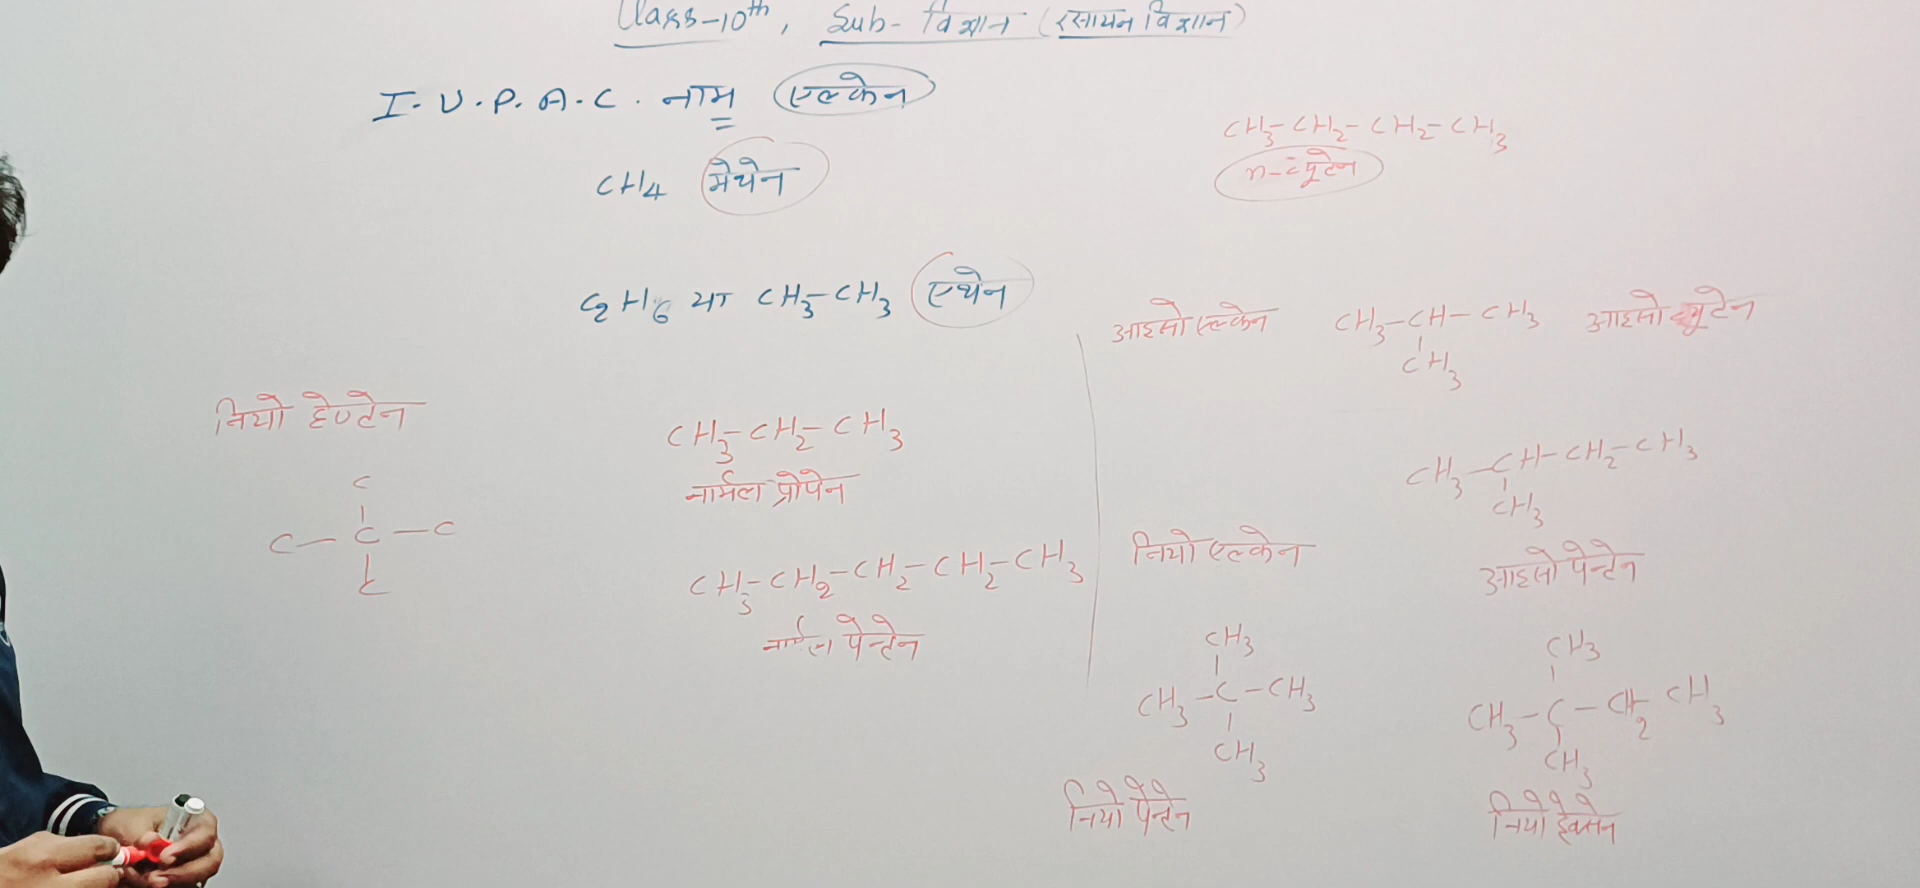 Class-10th, Sub- विज्ञान (रसायन विज्ञान)
I.U.P.A.C. नाम एल्केन
CH4 मेथेन
C2H6 या CH3-CH3 एथेन
CH3-CH2-CH3
नार्मल प्रोपेन
CH3-CH2-CH2-CH2-CH3
नार्मल पेन्टेन
नियो हेप्टेन
C
C-C-C
C
CH3-CH2-CH2-CH3
n-ब्यूटेन
आइसो एल्केन CH3-CH-CH3 आइसो ब्यूटेन
CH3
CH3-CH-CH2-CH3
CH3
आइसो पेन्टेन
नियो एल्केन
CH3
CH3-C-CH3
CH3
नियो पेन्टेन
CH3
CH3-C-CH2 CH3
CH3
नियो हेक्सेन